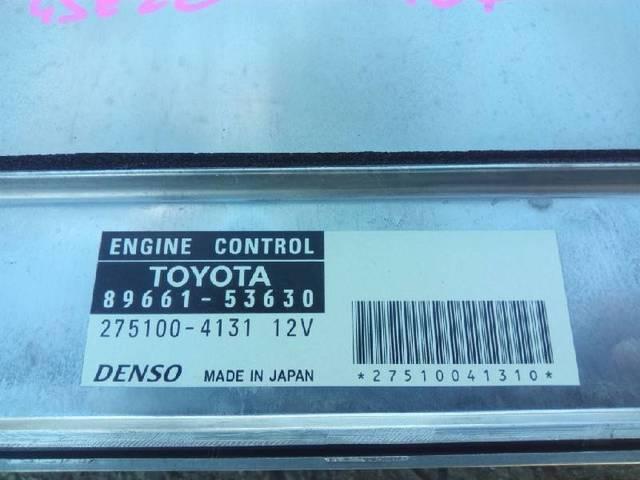 ENGINE CONTROL
TOYOTA
89661-53630
275100-4131 12V
DENSO MADE IN JAPAN
*27510041310*